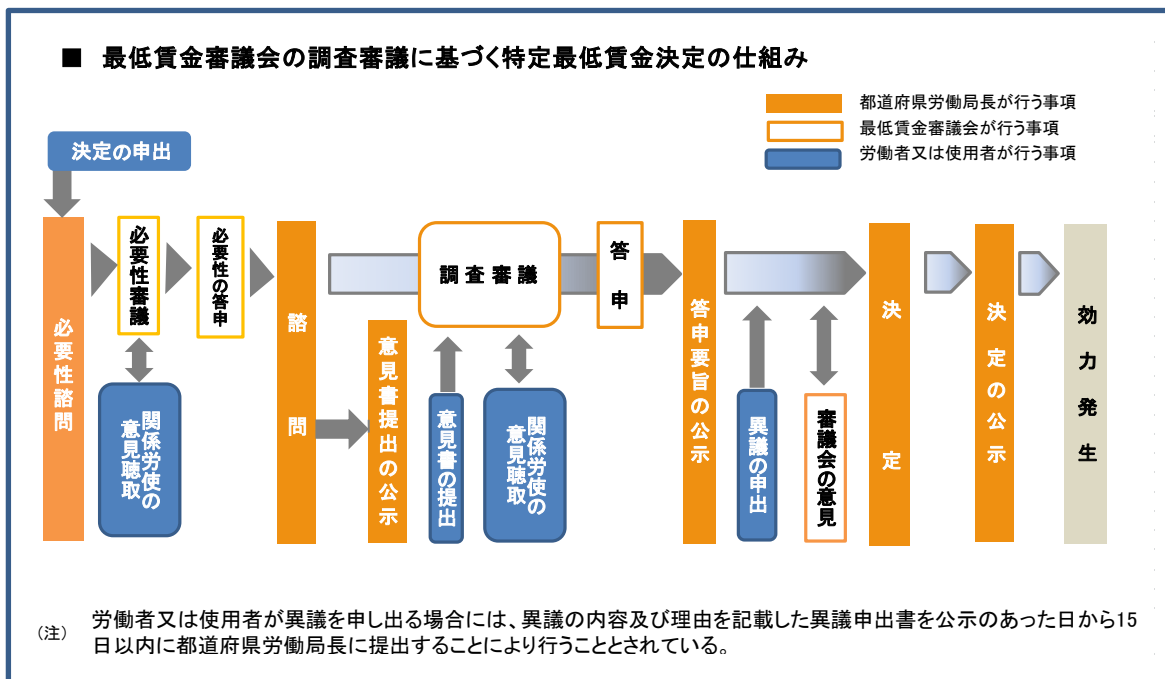 ■ 最低賃金審議会の調査審議に基づく特定最低賃金決定の仕組み
都道府県労働局長が行う事項
最低賃金審議会が行う事項
労働者又は使用者が行う事項
決定の申出
必要性諮問
必要性審議
関係労使の
意見聴取
必要性の答申
諮問
意見書提出の公示
調査審議
意見書の提出
関係労使の
意見聴取
答申
答申要旨の公示
異議の申出
審議会の意見
決定
決定の公示
効力発生
(注) 労働者又は使用者が異議を申し出る場合には、異議の内容及び理由を記載した異議申出書を公示のあった日から15
日以内に都道府県労働局長に提出することにより行うこととされている。